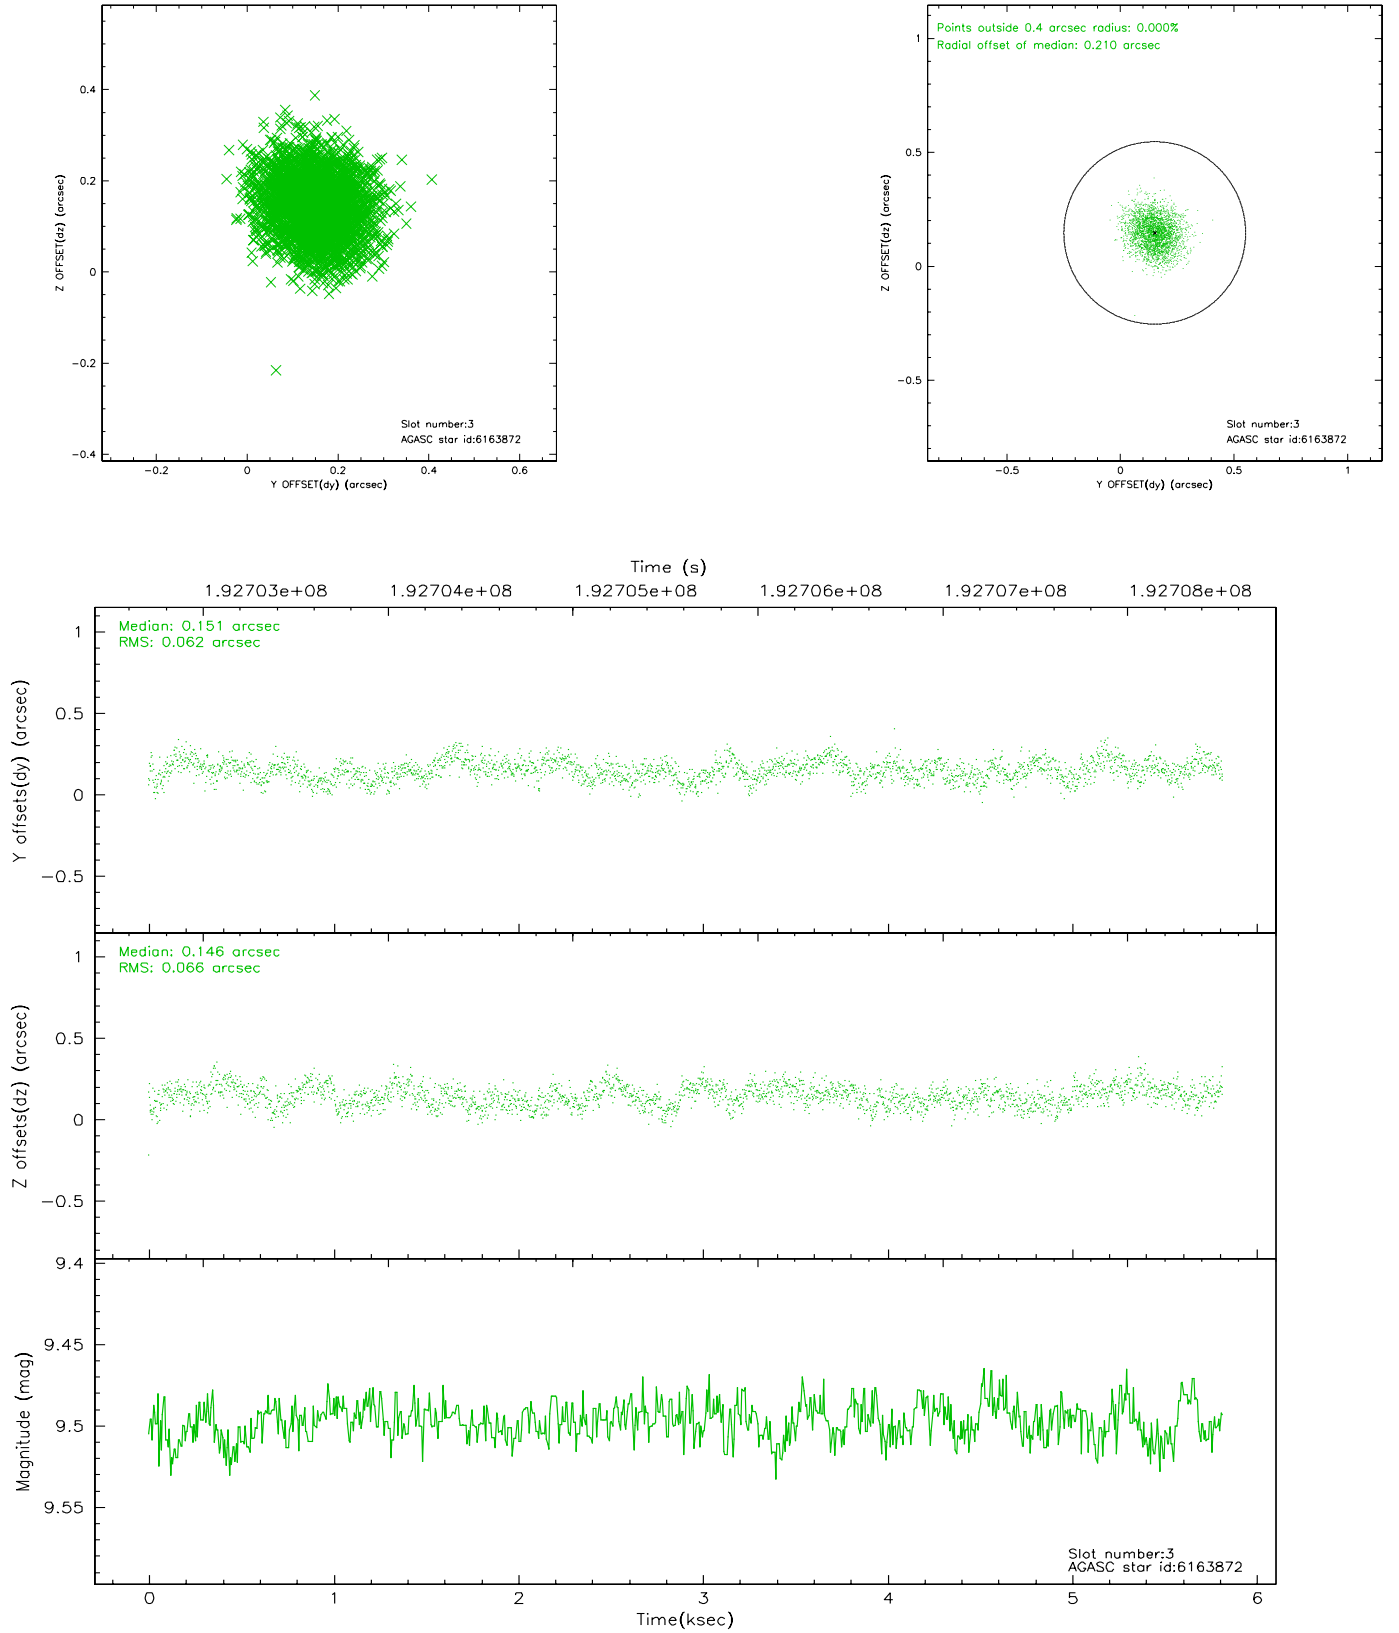 0.4
0.2
0
-0.2
-0.4
Z OFFSET(dz) (arcsec)
Slot number:3
AGASC star id:6163872
-0.2 0 0.2 0.4 0.6
Y OFFSET(dy) (arcsec)
Points outside 0.4 arcsec radius: 0.000%
Radial offset of median: 0.210 arcsec
1
0.5
0
-0.5
Z OFFSET(dz) (arcsec)
Slot number:3
AGASC star id:6163872
-0.5 0 0.5 1
Y OFFSET(dy) (arcsec)
Time (s)
1.92703e+08 1.92704e+08 1.92705e+08 1.92706e+08 1.92707e+08 1.92708e+08
Median: 0.151 arcsec
RMS: 0.062 arcsec
1
0.5
0
-0.5
Y offsets(dy) (arcsec)
Median: 0.146 arcsec
RMS: 0.066 arcsec
1
0.5
0
-0.5
Z offsets(dz) (arcsec)
9.4
9.45
9.5
9.55
Magnitude (mag)
Slot number:3
AGASC star id:6163872
0 1 2 3 4 5 6
Time(ksec)